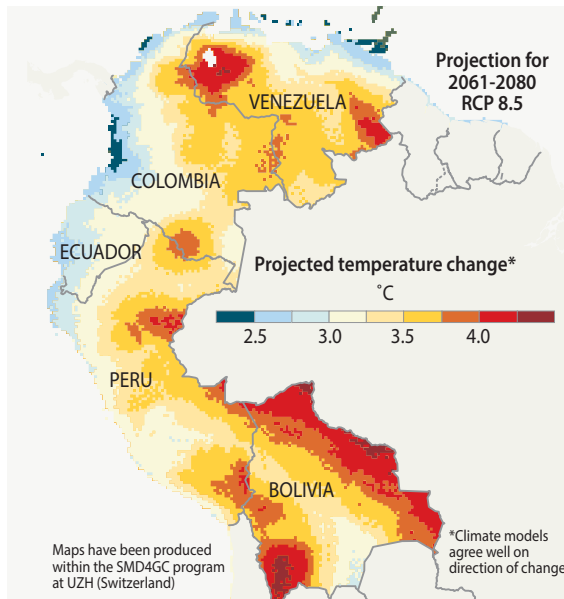 Projection for
2061-2080
RCP 8.5
VENEZUELA
COLOMBIA
ECUADOR
Projected temperature change*
˚C
2.5 3.0 3.5 4.0
PERU
BOLIVIA
Maps have been produced
within the SMD4GC program
at UZH (Switzerland)
*Climate models
agree well on
direction of change